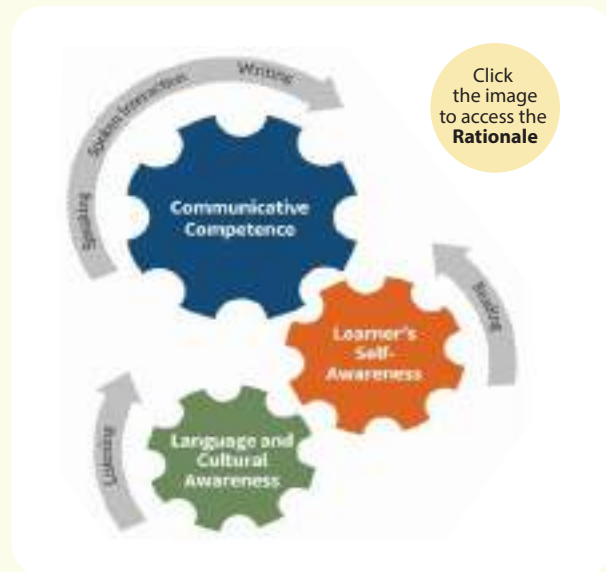 Click
the image
to access the
Rationale
Writing
Spoken Interaction
Speaking
Communicative
Competence
Reading
Learner's
Self-
Awareness
Listening
Language and
Cultural
Awareness